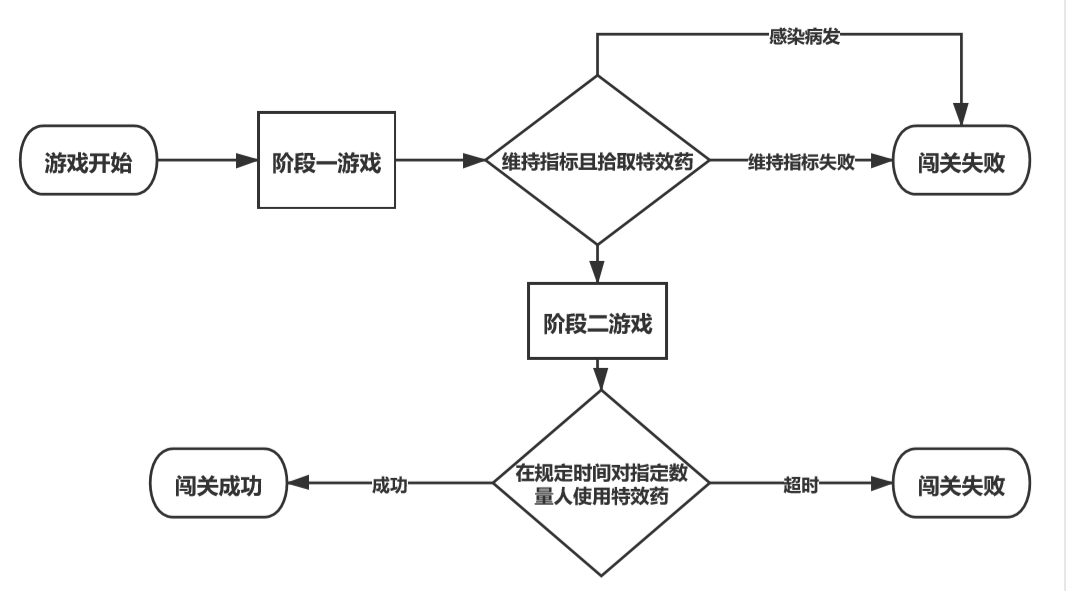 感染病发
游戏开始
阶段一游戏
维持指标且拾取特效药
维持指标失败
闯关失败
阶段二游戏
闯关成功
成功
在规定时间对指定数
量人使用特效药
超时
闯关失败